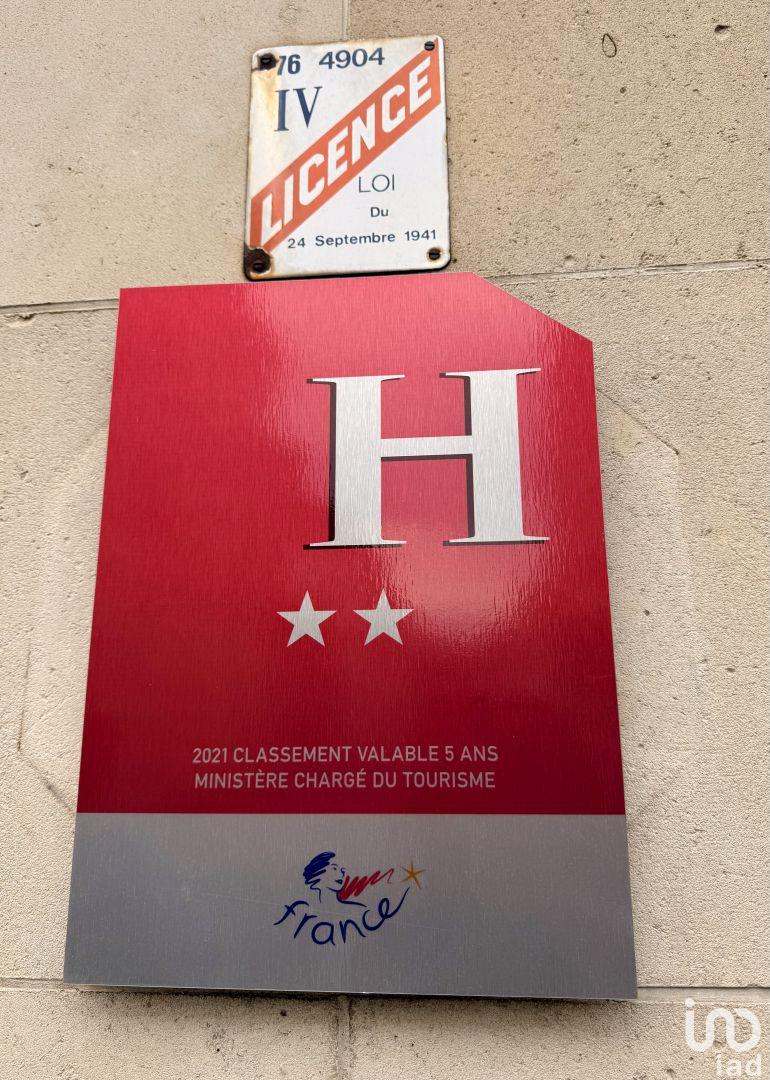 76 4904
IV
LICENCE
LOI
Du
24 Septembre 1941
H
2021 CLASSEMENT VALABLE 5 ANS
MINISTÈRE CHARGÉ DU TOURISME
france
iad